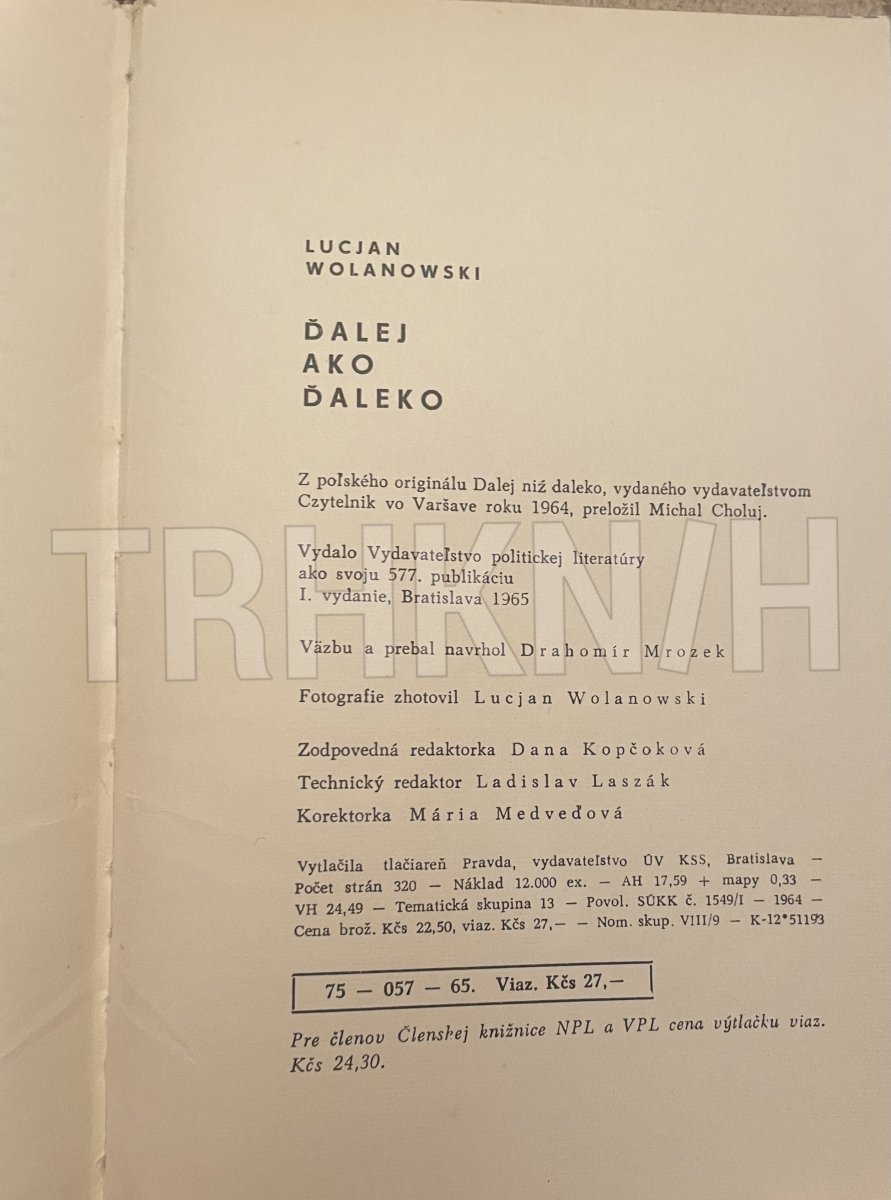 LUCJAN
WOLANOWSKI
ĎALEJ
AKO
ĎALEKO
Z poľského originálu Dalej niż daleko, vydaného vydavateľstvom
Czytelnik vo Varšave roku 1964, preložil Michal Choluj.
Vydalo Vydavateľstvo politickej literatúry
ako svoju 577. publikáciu
I. vydanie, Bratislava 1965
Väzbu a prebal navrhol Drahomír Mrozek
Fotografie zhotovil Lucjan Wolanowski
Zodpovedná redaktorka Dana Kopčoková
Technický redaktor Ladislav Laszák
Korektorka Mária Medveďová
Vytlačila tlačiareň Pravda, vydavateľstvo ÚV KSS, Bratislava —
Počet strán 320 — Náklad 12.000 ex. — AH 17,59 + mapy 0,33 —
VH 24,49 — Tematická skupina 13 — Povol. SÚKK č. 1549/I — 1964 —
Cena brož. Kčs 22,50, viaz. Kčs 27,— — Nom. skup. VIII/9 — K-12*51193
75 — 057 — 65. Viaz. Kčs 27,—
Pre členov Členskej knižnice NPL a VPL cena výtlačku viaz.
Kčs 24,30.
TRHKN/H